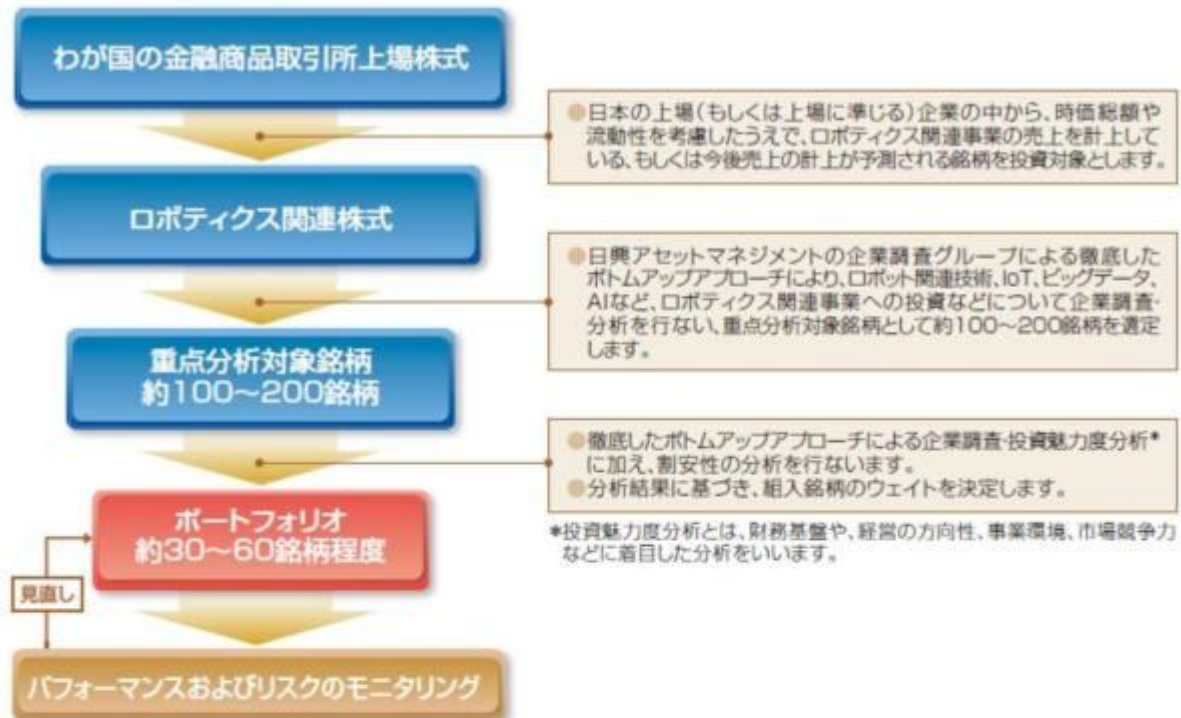 わが国の金融商品取引所上場株式
●日本の上場(もしくは上場に準じる)企業の中から、時価総額や
流動性を考慮したうえで、ロボティクス関連事業の売上を計上して
いる、もしくは今後売上の計上が予測される銘柄を投資対象とします。
ロボティクス関連株式
●日興アセットマネジメントの企業調査グループによる徹底した
ボトムアップアプローチにより、ロボット関連技術、IoT、ビッグデータ、
AIなど、ロボティクス関連事業への投資などについて企業調査・
分析を行ない、重点分析対象銘柄として約100～200銘柄を選定
します。
重点分析対象銘柄
約100～200銘柄
●徹底したボトムアップアプローチによる企業調査・投資魅力度分析*
に加え、割安性の分析を行ないます。
●分析結果に基づき、組入銘柄のウェイトを決定します。
ポートフォリオ
約30～60銘柄程度
*投資魅力度分析とは、財務基盤や、経営の方向性、事業環境、市場競争力
などに着目した分析をいいます。
見直し
パフォーマンスおよびリスクのモニタリング